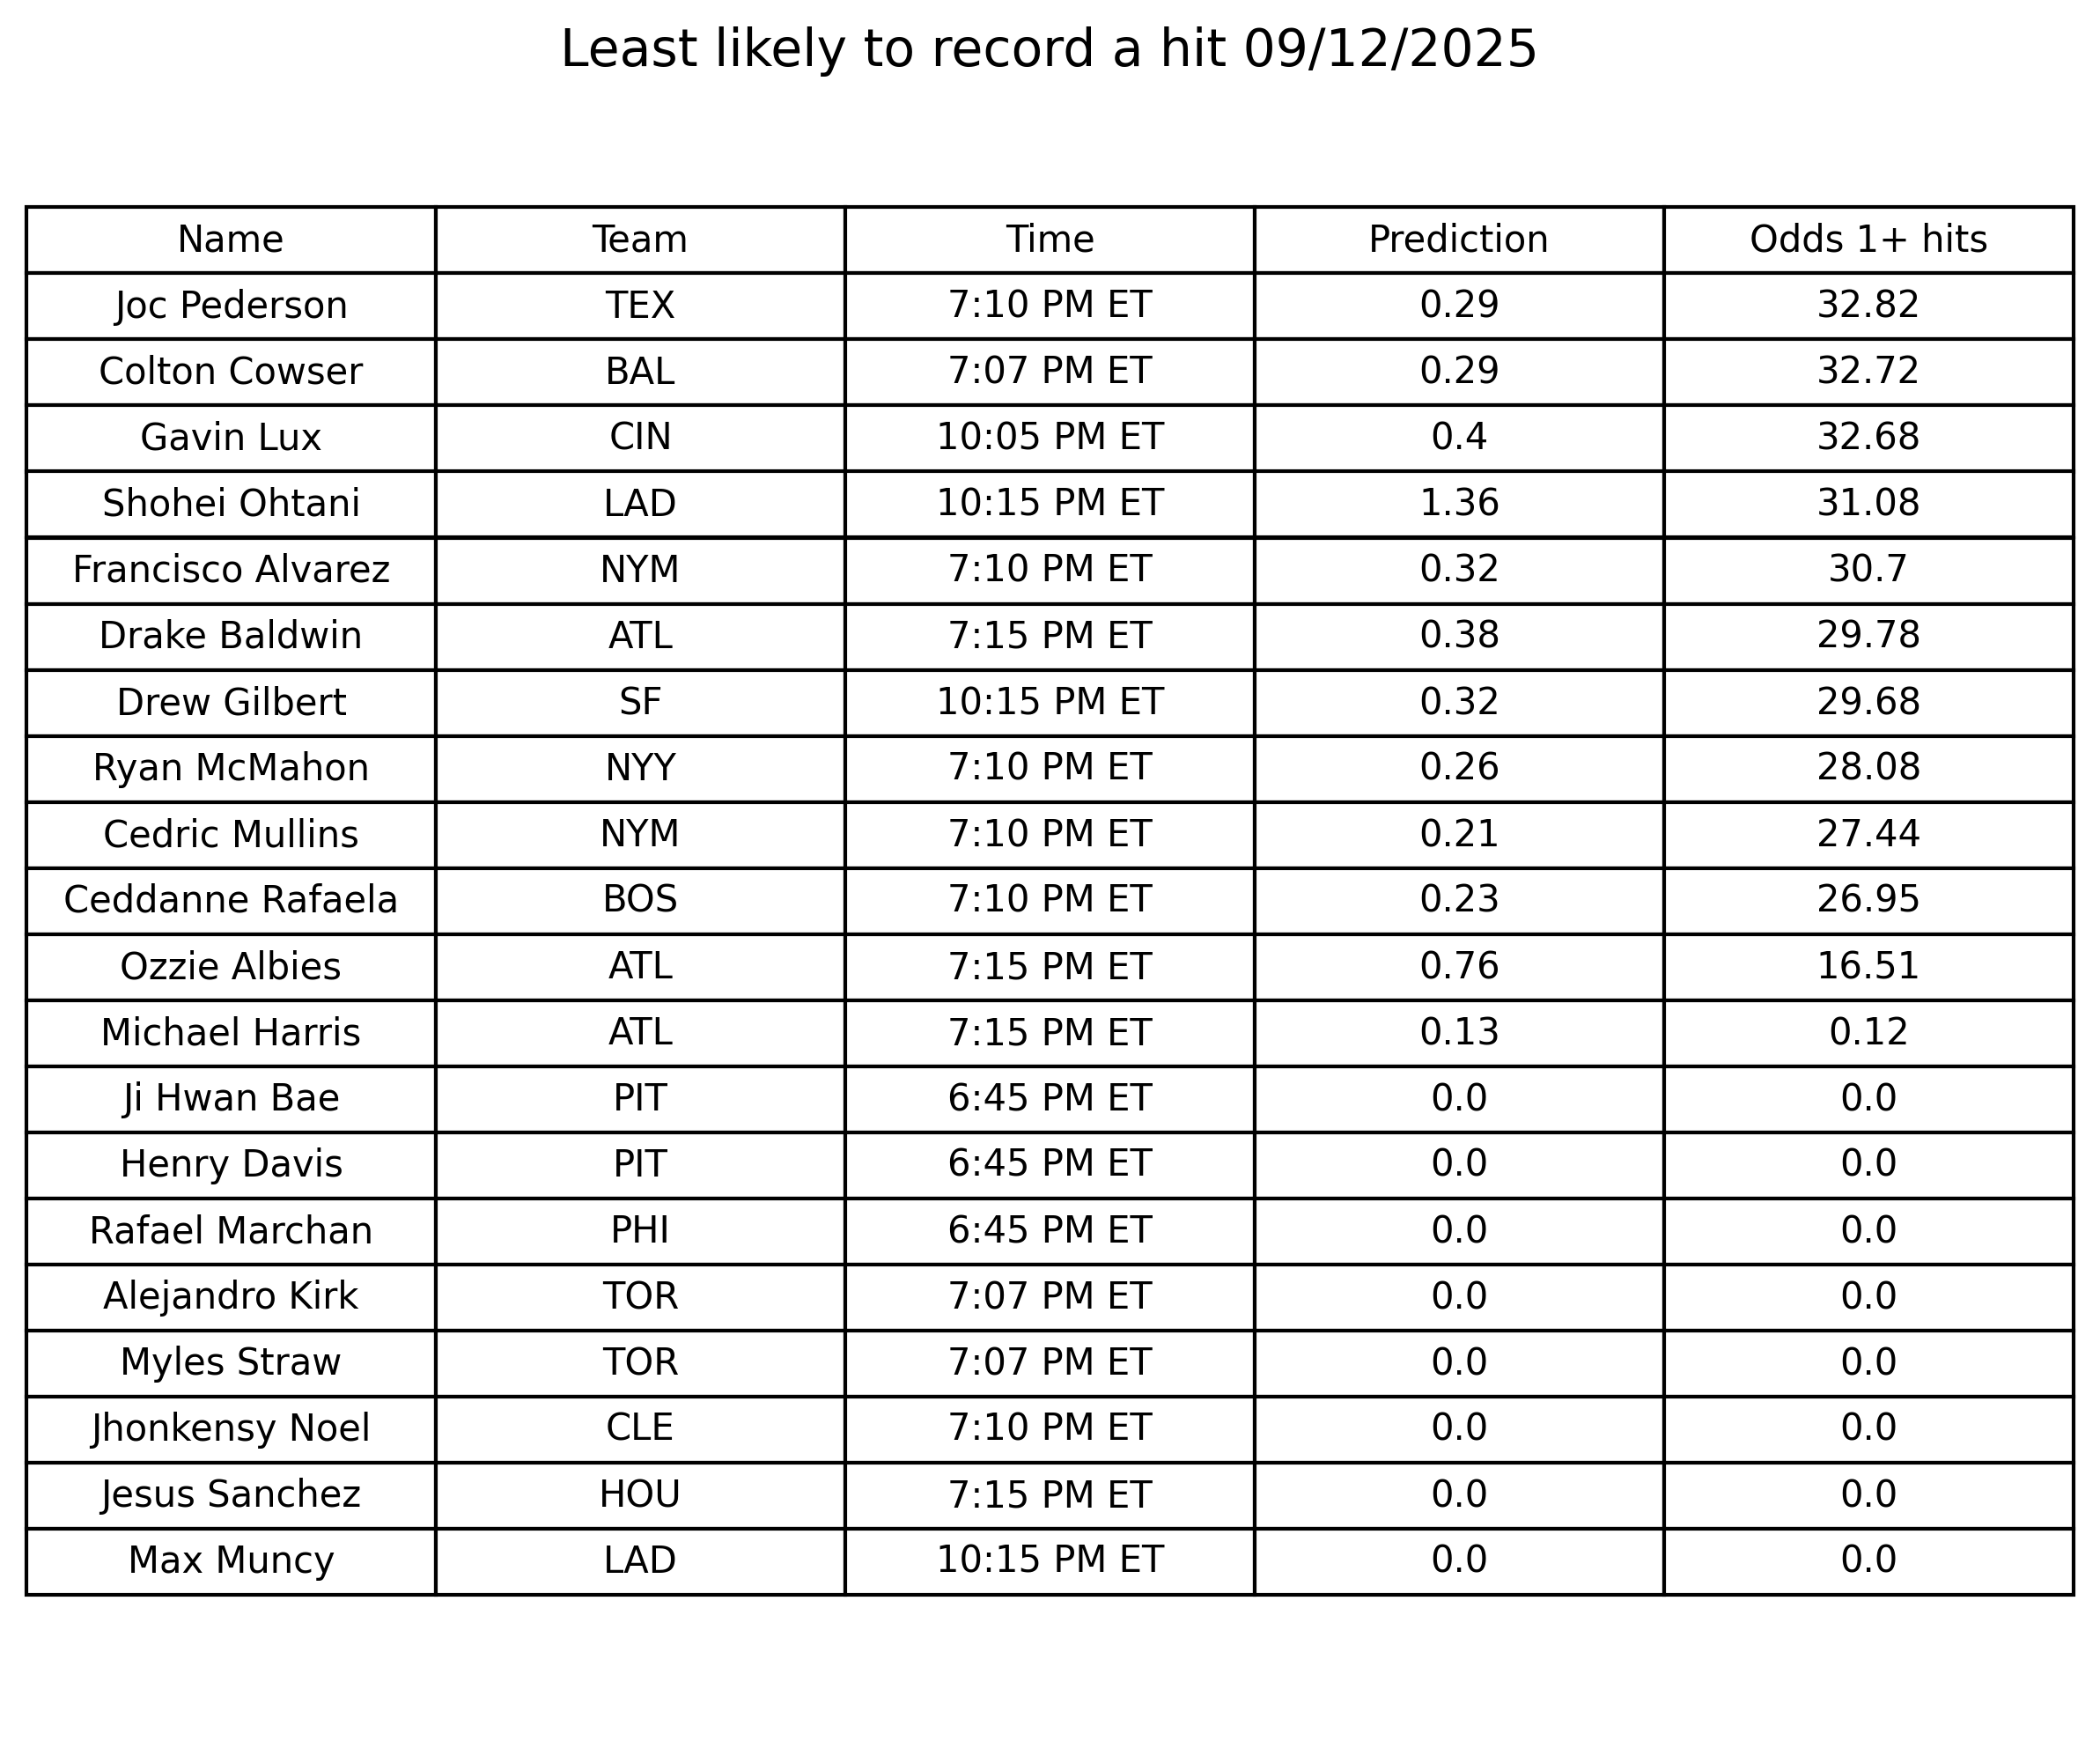 Least likely to record a hit 09/12/2025
Name Team Time Prediction Odds 1+ hits
Joc Pederson TEX 7:10 PM ET 0.29 32.82
Colton Cowser BAL 7:07 PM ET 0.29 32.72
Gavin Lux CIN 10:05 PM ET 0.4 32.68
Shohei Ohtani LAD 10:15 PM ET 1.36 31.08
Francisco Alvarez NYM 7:10 PM ET 0.32 30.7
Drake Baldwin ATL 7:15 PM ET 0.38 29.78
Drew Gilbert SF 10:15 PM ET 0.32 29.68
Ryan McMahon NYY 7:10 PM ET 0.26 28.08
Cedric Mullins NYM 7:10 PM ET 0.21 27.44
Ceddanne Rafaela BOS 7:10 PM ET 0.23 26.95
Ozzie Albies ATL 7:15 PM ET 0.76 16.51
Michael Harris ATL 7:15 PM ET 0.13 0.12
Ji Hwan Bae PIT 6:45 PM ET 0.0 0.0
Henry Davis PIT 6:45 PM ET 0.0 0.0
Rafael Marchan PHI 6:45 PM ET 0.0 0.0
Alejandro Kirk TOR 7:07 PM ET 0.0 0.0
Myles Straw TOR 7:07 PM ET 0.0 0.0
Jhonkensy Noel CLE 7:10 PM ET 0.0 0.0
Jesus Sanchez HOU 7:15 PM ET 0.0 0.0
Max Muncy LAD 10:15 PM ET 0.0 0.0